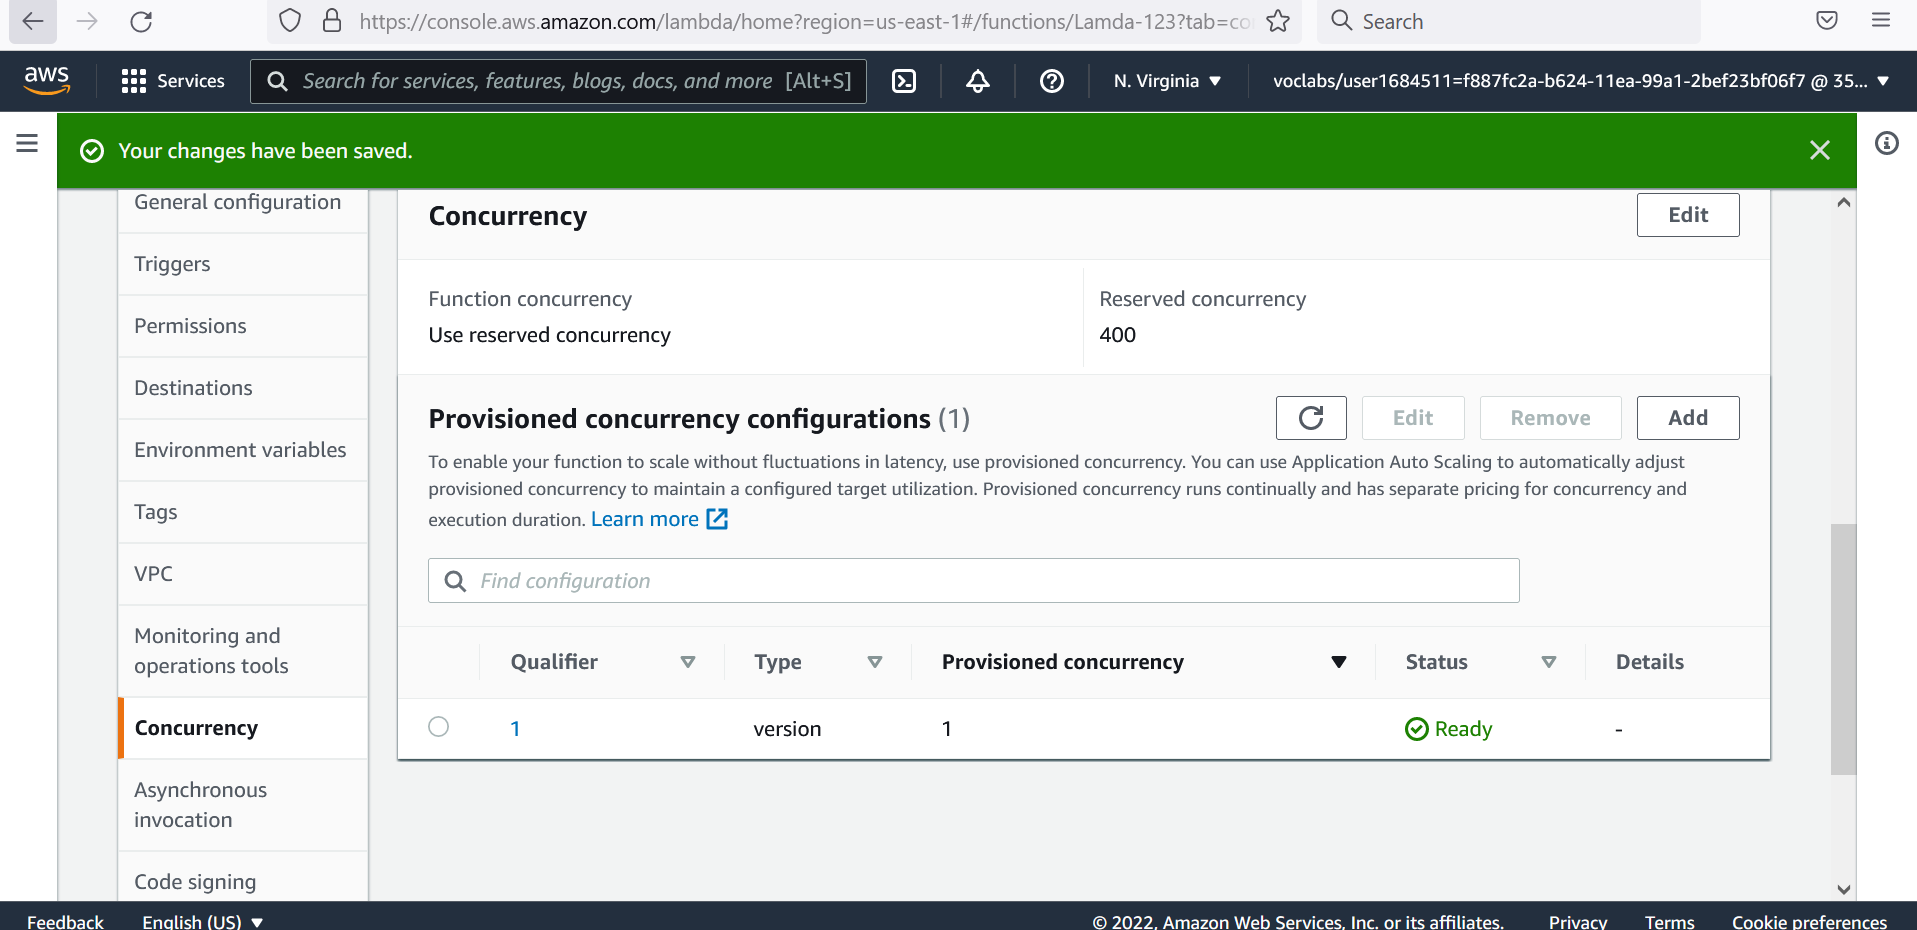 https://console.aws.amazon.com/lambda/home?region=us-east-1#/functions/Lamda-123?tab=co
Search
aws
Services
Search for services, features, blogs, docs, and more [Alt+S]
N. Virginia
voclabs/user1684511=f887fc2a-b624-11ea-99a1-2bef23bf06f7 @ 35...
Your changes have been saved.
General configuration
Triggers
Permissions
Destinations
Environment variables
Tags
VPC
Monitoring and
operations tools
Concurrency
Asynchronous
invocation
Code signing
Concurrency
Edit
Function concurrency
Use reserved concurrency
Reserved concurrency
400
Provisioned concurrency configurations (1)
Edit
Remove
Add
To enable your function to scale without fluctuations in latency, use provisioned concurrency. You can use Application Auto Scaling to automatically adjust
provisioned concurrency to maintain a configured target utilization. Provisioned concurrency runs continually and has separate pricing for concurrency and
execution duration. Learn more
Find configuration
Qualifier Type Provisioned concurrency Status Details
1 version 1 Ready -
Feedback English (US) © 2022, Amazon Web Services, Inc. or its affiliates. Privacy Terms Cookie preferences